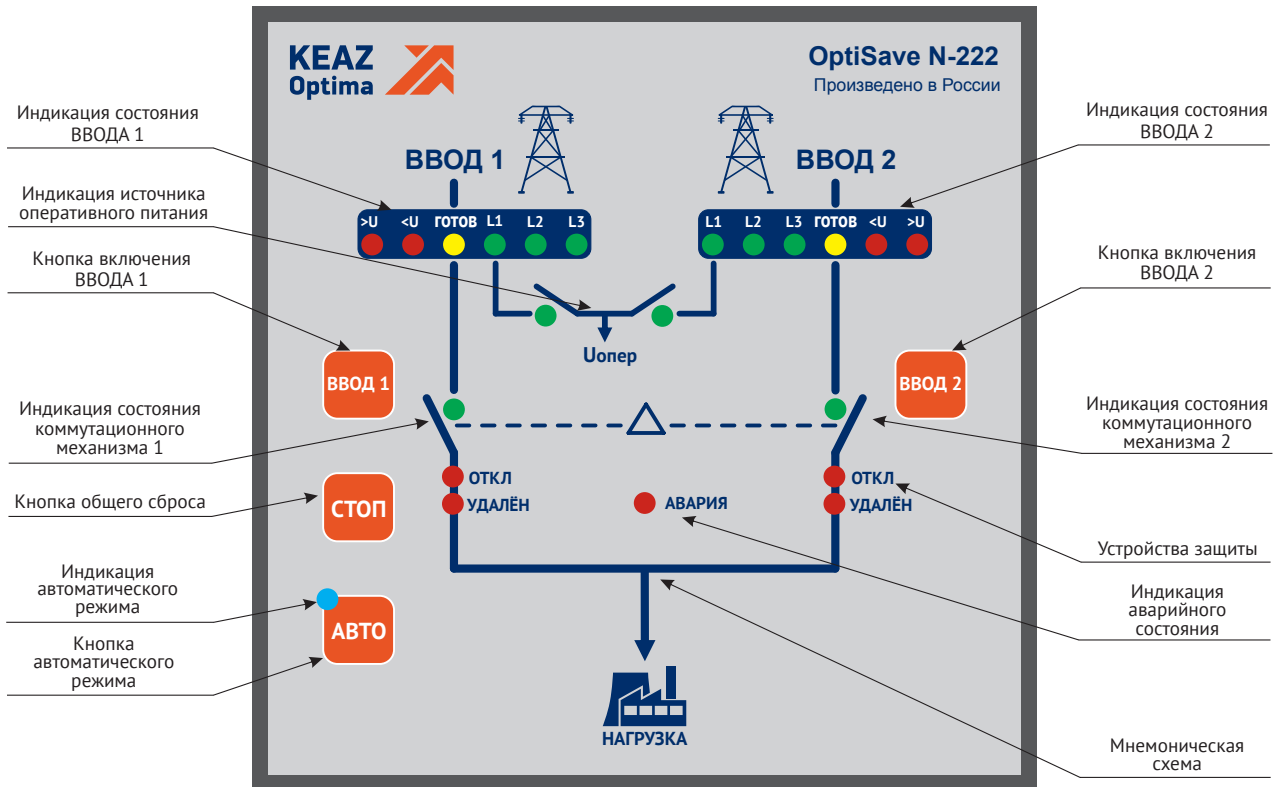 KEAZ
Optima
OptiSave N-222
Произведено в России
Индикация состояния
ВВОДА 1
Индикация источника
оперативного питания
Кнопка включения
ВВОДА 1
Индикация состояния
коммутационного
механизма 1
Кнопка общего сброса
Индикация
автоматического
режима
Кнопка
автоматического
режима
ВВОД 1
ВВОД 2
>U <U ГОТОВ L1 L2 L3
L1 L2 L3 ГОТОВ <U >U
Uопер
ВВОД 1
ВВОД 2
ОТКЛ
УДАЛЁН
СТОП
АВАРИЯ
ОТКЛ
УДАЛЁН
АВТО
НАГРУЗКА
Индикация состояния
ВВОДА 2
Кнопка включения
ВВОДА 2
Индикация состояния
коммутационного
механизма 2
Устройства защиты
Индикация
аварийного
состояния
Мнемоническая
схема